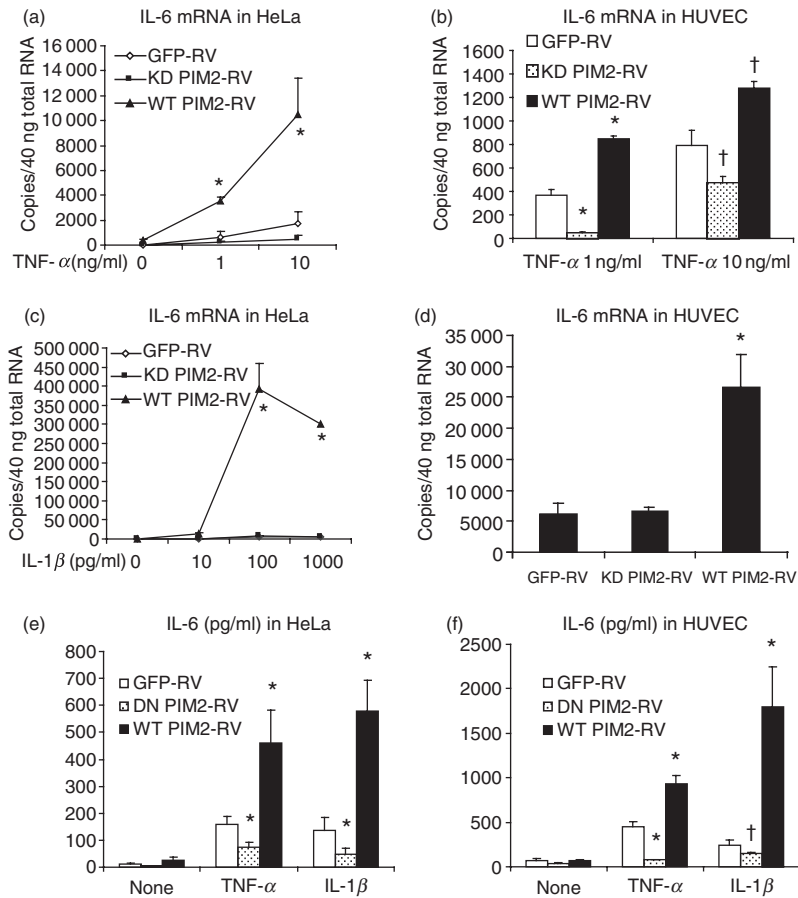 (a)
IL-6 mRNA in HeLa
Copies/40 ng total RNA
16 000
14 000
12 000
10 000
8000
6000
4000
2000
0
GFP-RV
KD PIM2-RV
WT PIM2-RV
*
*
TNF-α(ng/ml)
0
1
10
(b)
IL-6 mRNA in HUVEC
Copies/40 ng total RNA
1600
1400
1200
1000
800
600
400
200
0
GFP-RV
KD PIM2-RV
WT PIM2-RV
*
*
†
†
TNF-α 1 ng/ml
TNF-α 10 ng/ml
(c)
IL-6 mRNA in HeLa
Copies/40 ng total RNA
500 000
450 000
400 000
350 000
300 000
250 000
200 000
150 000
100 000
50 000
0
GFP-RV
KD PIM2-RV
WT PIM2-RV
*
*
IL-1β (pg/ml)
0
10
100
1000
(d)
IL-6 mRNA in HUVEC
Copies/40 ng total RNA
35 000
30 000
25 000
20 000
15 000
10 000
5000
0
*
GFP-RV
KD PIM2-RV
WT PIM2-RV
(e)
IL-6 (pg/ml) in HeLa
800
700
600
500
400
300
200
100
0
GFP-RV
DN PIM2-RV
WT PIM2-RV
*
*
*
*
None
TNF-α
IL-1β
(f)
IL-6 (pg/ml) in HUVEC
2500
2000
1500
1000
500
0
GFP-RV
DN PIM2-RV
WT PIM2-RV
*
*
†
*
None
TNF-α
IL-1β